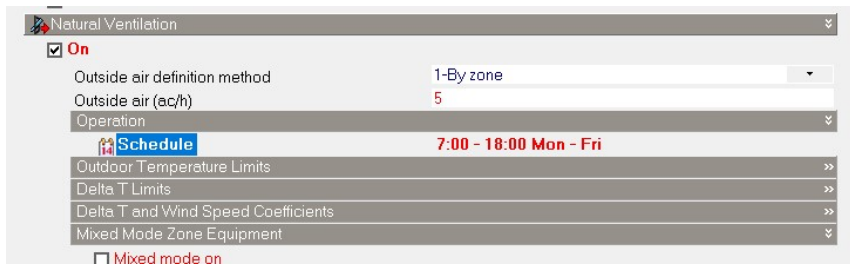 Natural Ventilation
On
Outside air definition method 1-By zone
Outside air (ac/h) 5
Operation
14 Schedule 7:00 - 18:00 Mon - Fri
Outdoor Temperature Limits
Delta T Limits
Delta T and Wind Speed Coefficients
Mixed Mode Zone Equipment
Mixed mode on